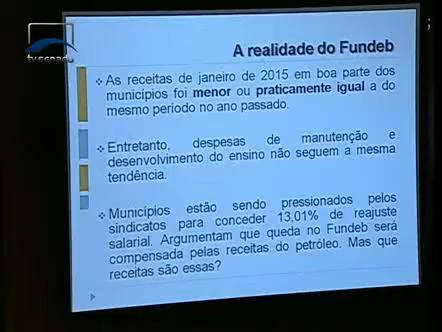 tv senado
A realidade do Fundeb
As receitas de janeiro de 2015 em boa parte dos
municípios foi menor ou praticamente igual a do
mesmo periodo no ano passado.
Entretanto, despesas de manutenção e
desenvolvimento do ensino não seguem a mesma
tendência.
Municípios estão sendo pressionados pelos
sindicatos para conceder 13,01% de reajuste
salarial. Argumentam que queda no Fundeb será
compensada pelas receitas do petróleo. Mas que
receitas são essas?